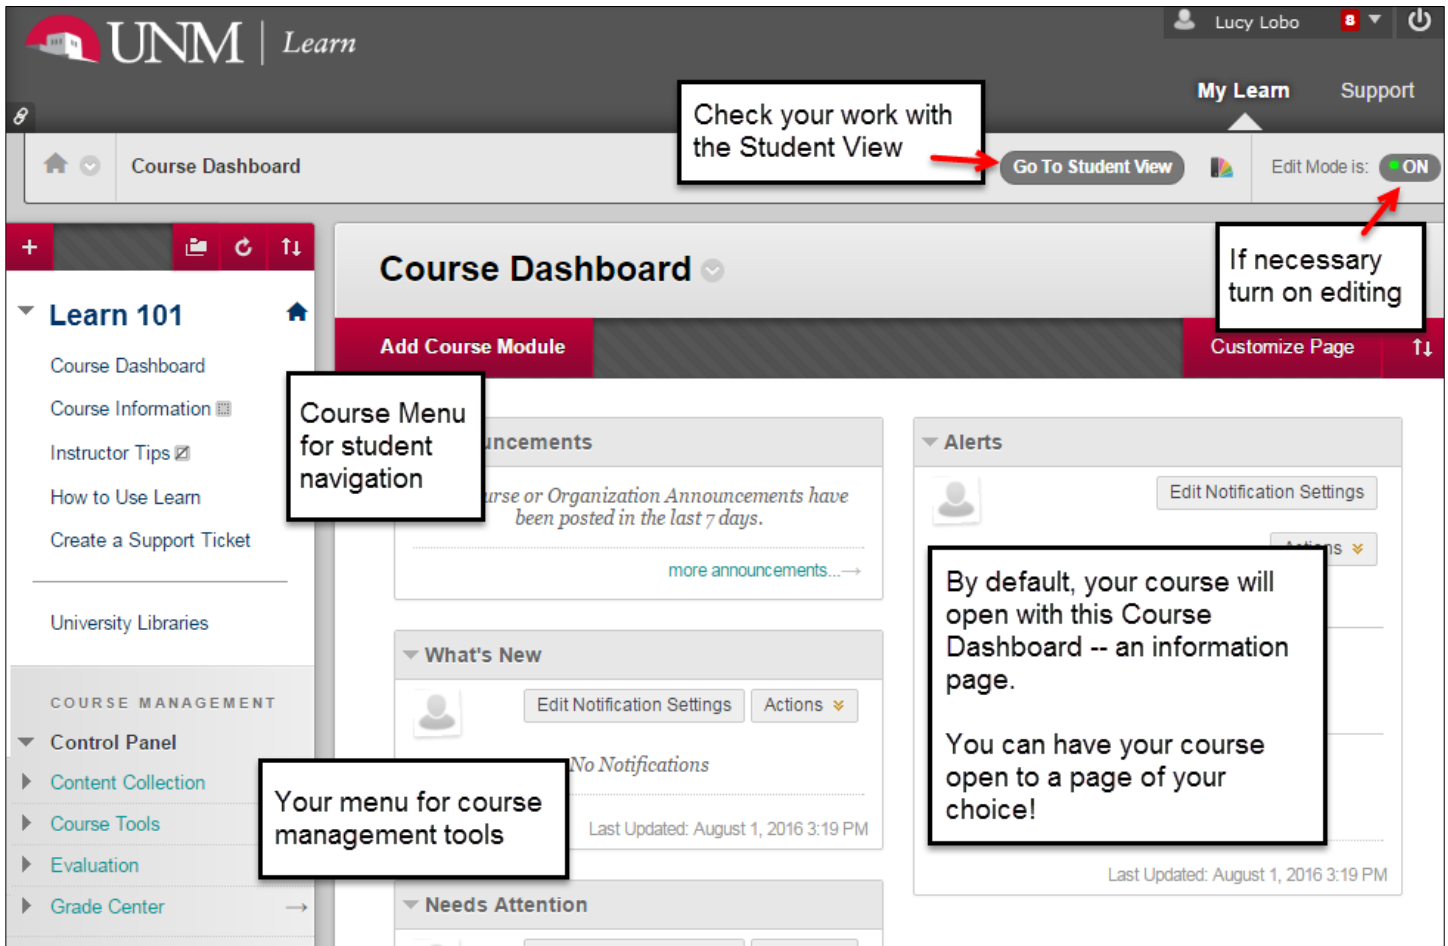 UNM | Learn
Lucy Lobo 8
My Learn Support
Check your work with
the Student View
Course Dashboard
Go To Student View
Edit Mode is: ON
If necessary
turn on editing
Course Dashboard
Learn 101
Course Dashboard
Course Information
Instructor Tips
How to Use Learn
Create a Support Ticket
University Libraries
COURSE MANAGEMENT
Control Panel
Content Collection
Course Tools
Evaluation
Grade Center
Add Course Module
Customize Page
Course Menu
for student
navigation
or Organization Announcements have
been posted in the last 7 days.
more announcements...
What's New
Edit Notification Settings Actions
No Notifications
Last Updated: August 1, 2016 3:19 PM
Your menu for course
management tools
Needs Attention
Alerts
Edit Notification Settings
By default, your course will
open with this Course
Dashboard -- an information
page.
You can have your course
open to a page of your
choice!
Last Updated: August 1, 2016 3:19 PM